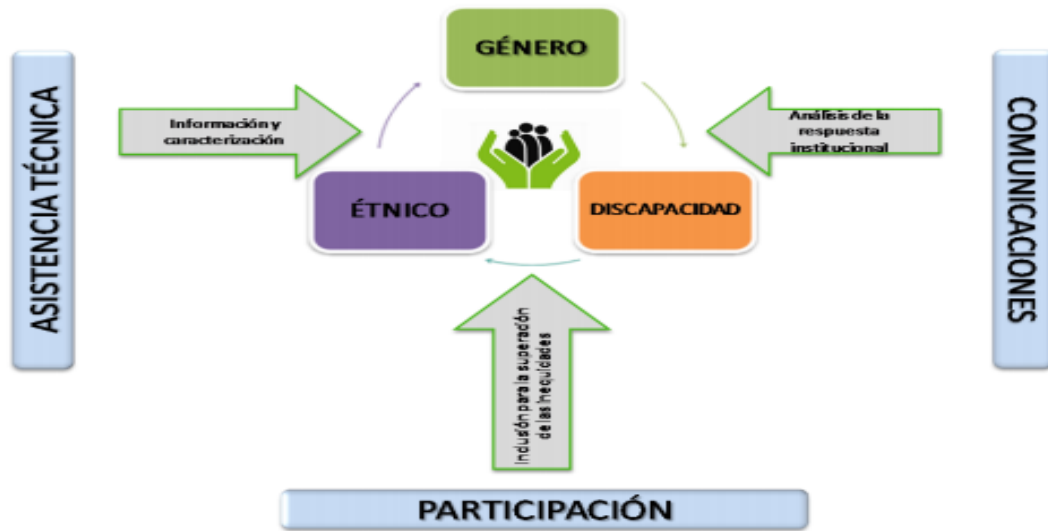 GÉNERO
ASISTENCIA TÉCNICA
Información y
caracterización
Análisis de la
respuesta
institucional
COMUNICACIONES
ÉTNICO
DISCAPACIDAD
Inclusión para la superación
de las inequidades
PARTICIPACIÓN